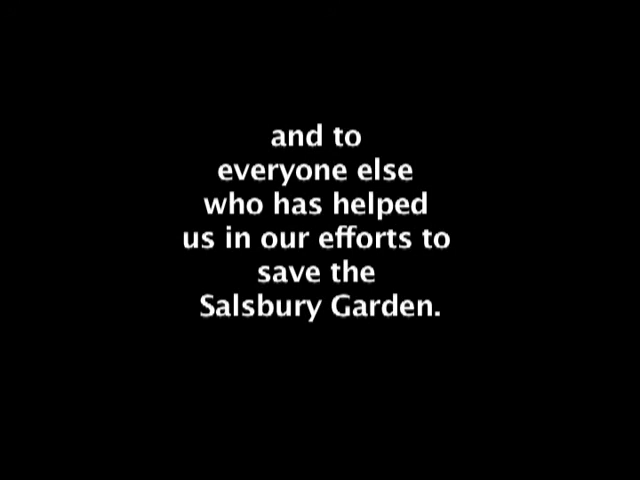 and to
everyone else
who has helped
us in our efforts to
save the
Salsbury Garden.